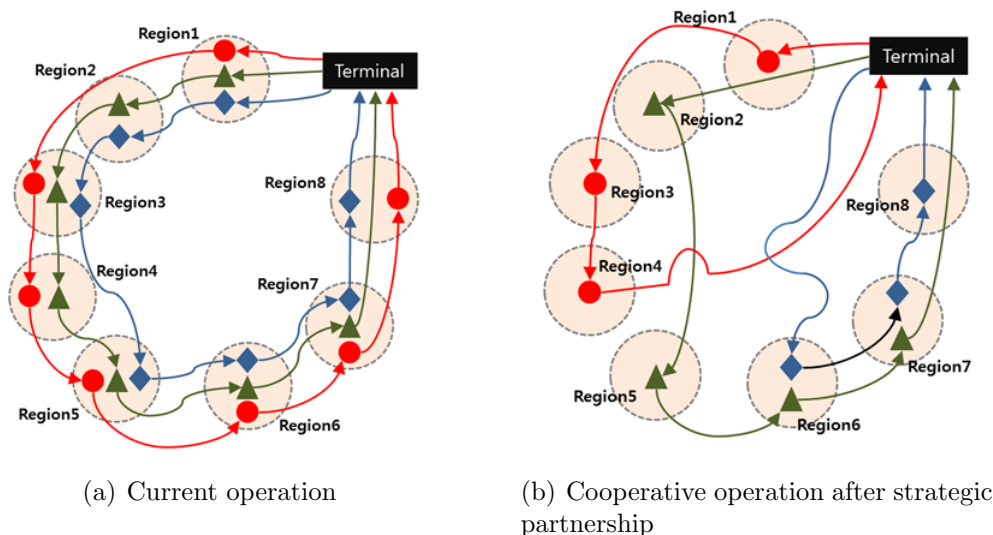 Region1
Region2
Terminal
Region3
Region8
Region4
Region7
Region5
Region6
(a) Current operation
Region1
Terminal
Region2
Region3
Region8
Region4
Region5
Region7
Region6
(b) Cooperative operation after strategic
partnership